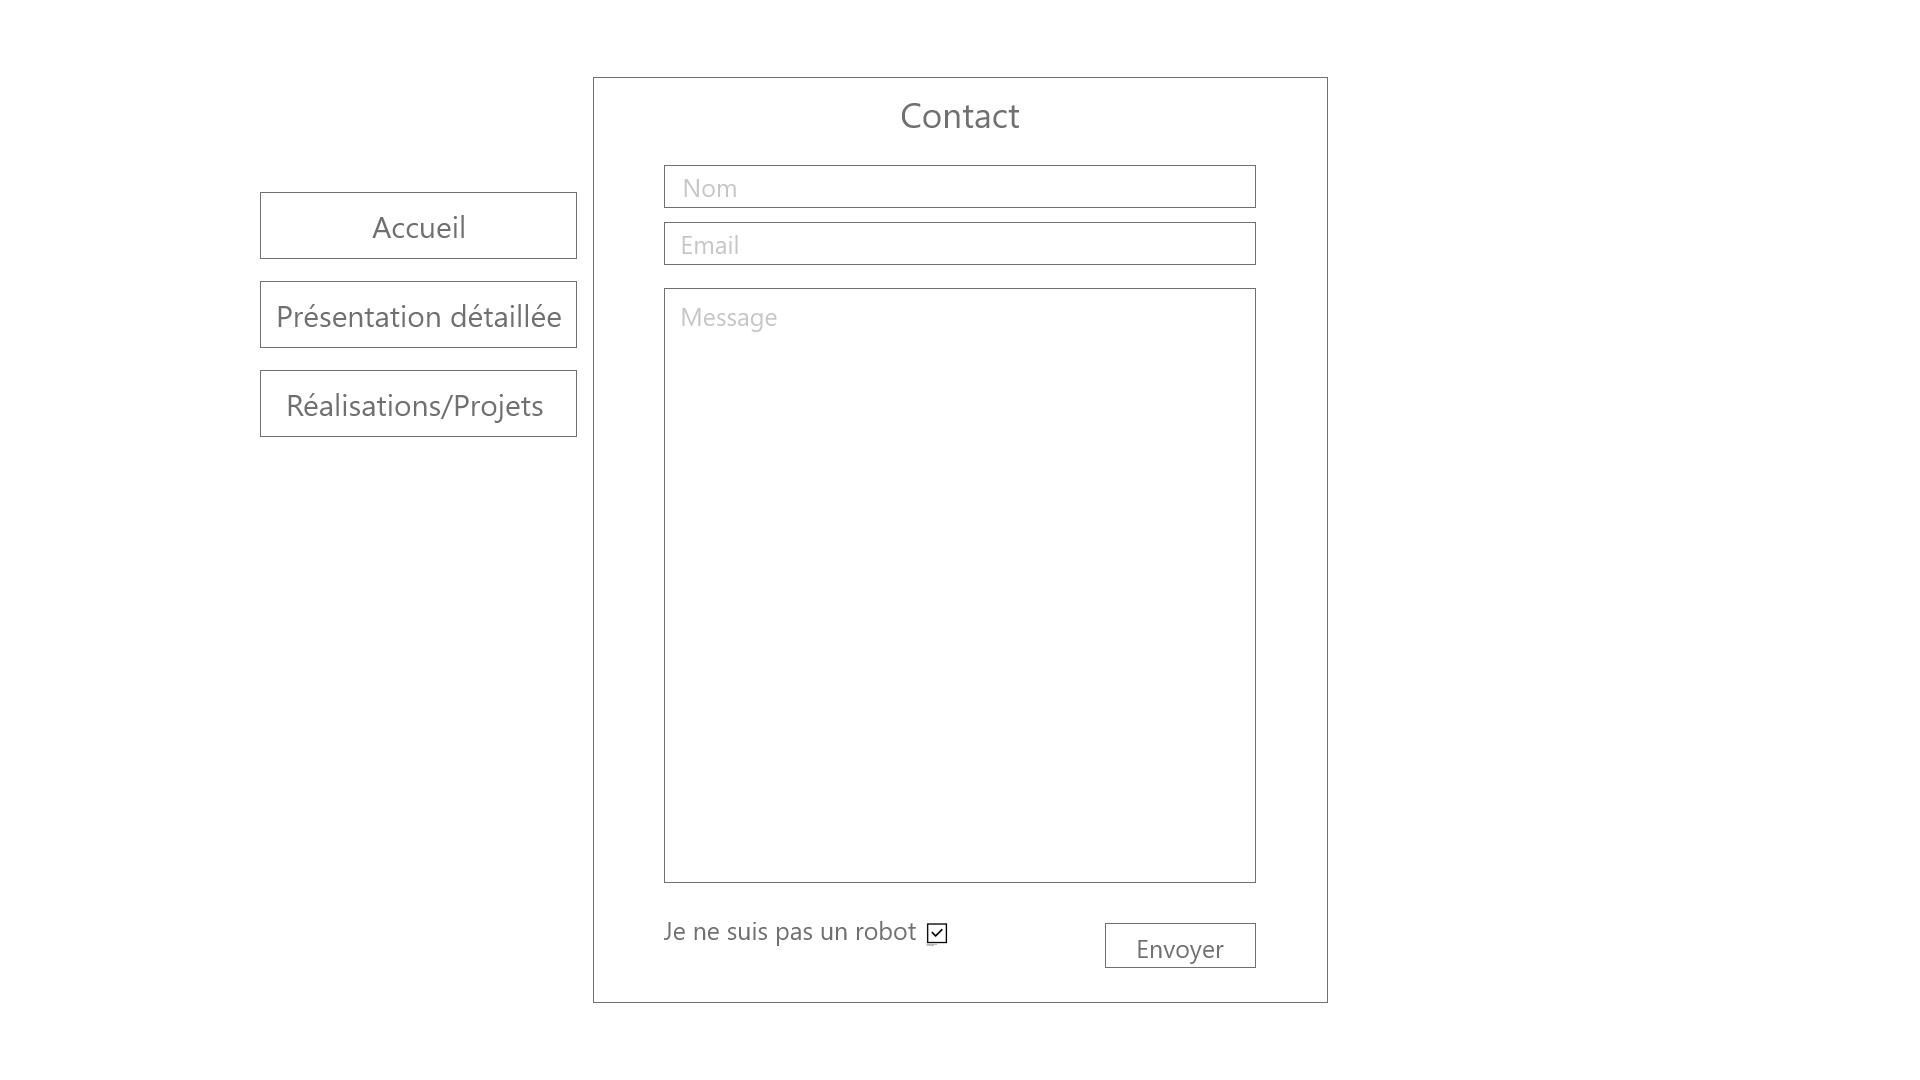 Accueil
Présentation détaillée
Réalisations/Projets
Contact
Nom
Email
Message
Je ne suis pas un robot
Envoyer